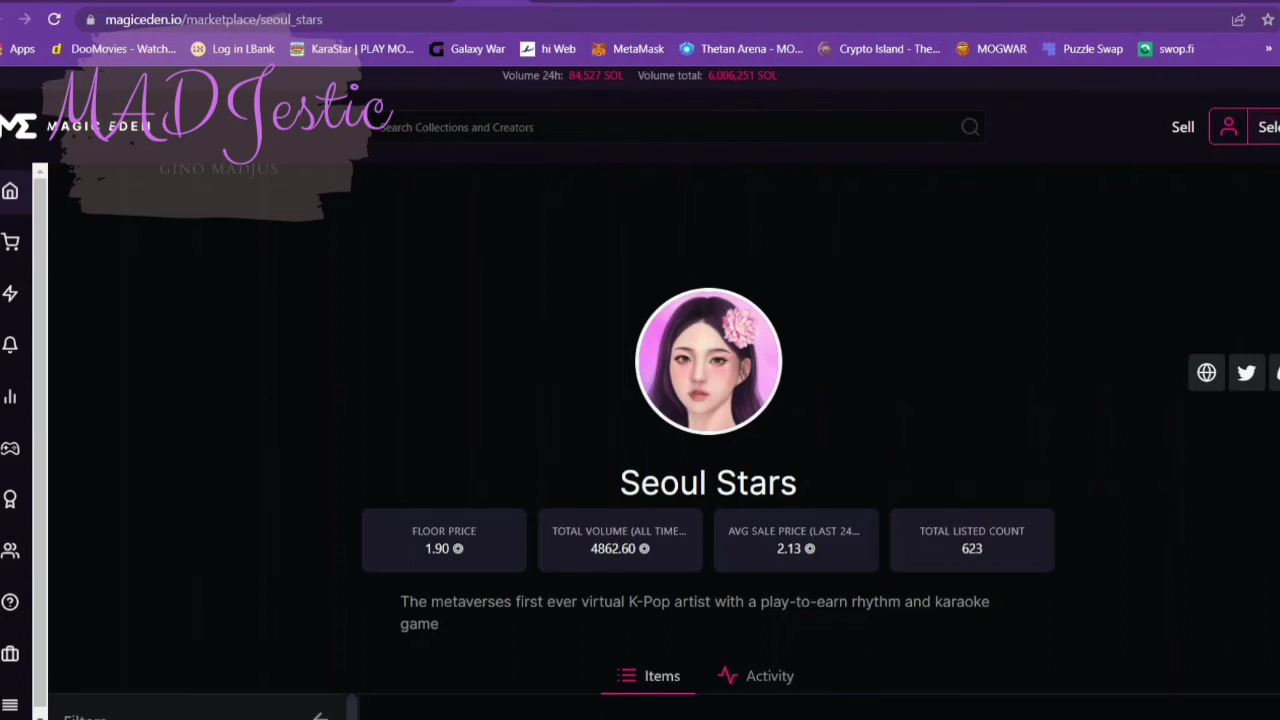 magiceden.io/marketplace/seoul_stars
Apps DooMovies - Watch... Log in LBank KaraStar | PLAY MO... Galaxy War hi Web MetaMask Thetan Arena - MO... Crypto Island - The... MOGWAR Puzzle Swap swop.fi »
Volume 24h: 84,527 SOL Volume total: 6,006,251 SOL
MADJestic
MAGIC EDEN
Search Collections and Creators
Sell
GINO MADJUS
Seoul Stars
FLOOR PRICE TOTAL VOLUME (ALL TIME... AVG SALE PRICE (LAST 24... TOTAL LISTED COUNT
1.90 4862.60 2.13 623
The metaverses first ever virtual K-Pop artist with a play-to-earn rhythm and karaoke
game
Items Activity
Filters